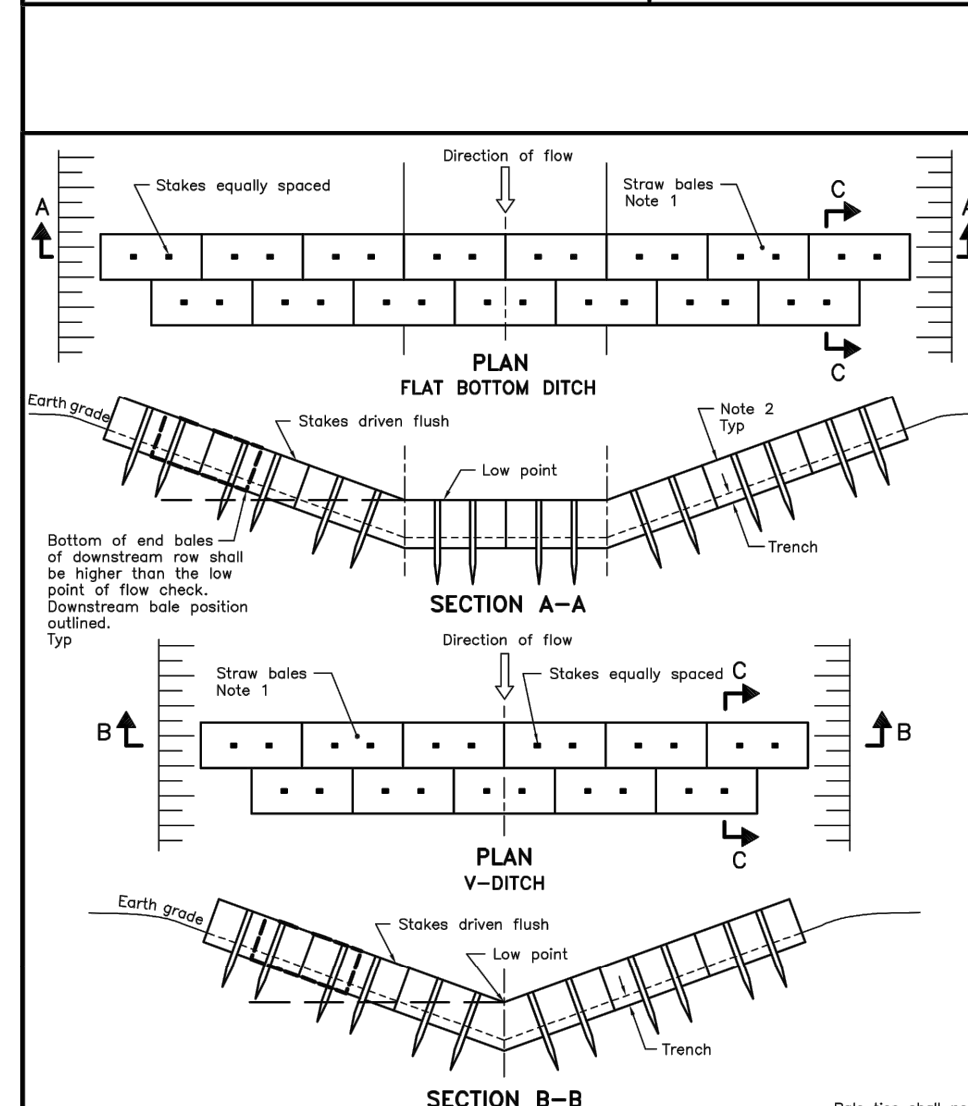 Direction of flow
Stakes equally spaced
Straw bales
Note 1
C
A
A
C
PLAN
FLAT BOTTOM DITCH
Earth grade
Stakes driven flush
Note 2
Typ
Low point
Trench
Bottom of end bales
of downstream row shall
be higher than the low
point of flow check.
Downstream bale position
outlined.
Typ
SECTION A-A
Direction of flow
Straw bales
Note 1
Stakes equally spaced
C
B
B
C
PLAN
V-DITCH
Earth grade
Stakes driven flush
Low point
Trench
SECTION B-B
Bale ties shall